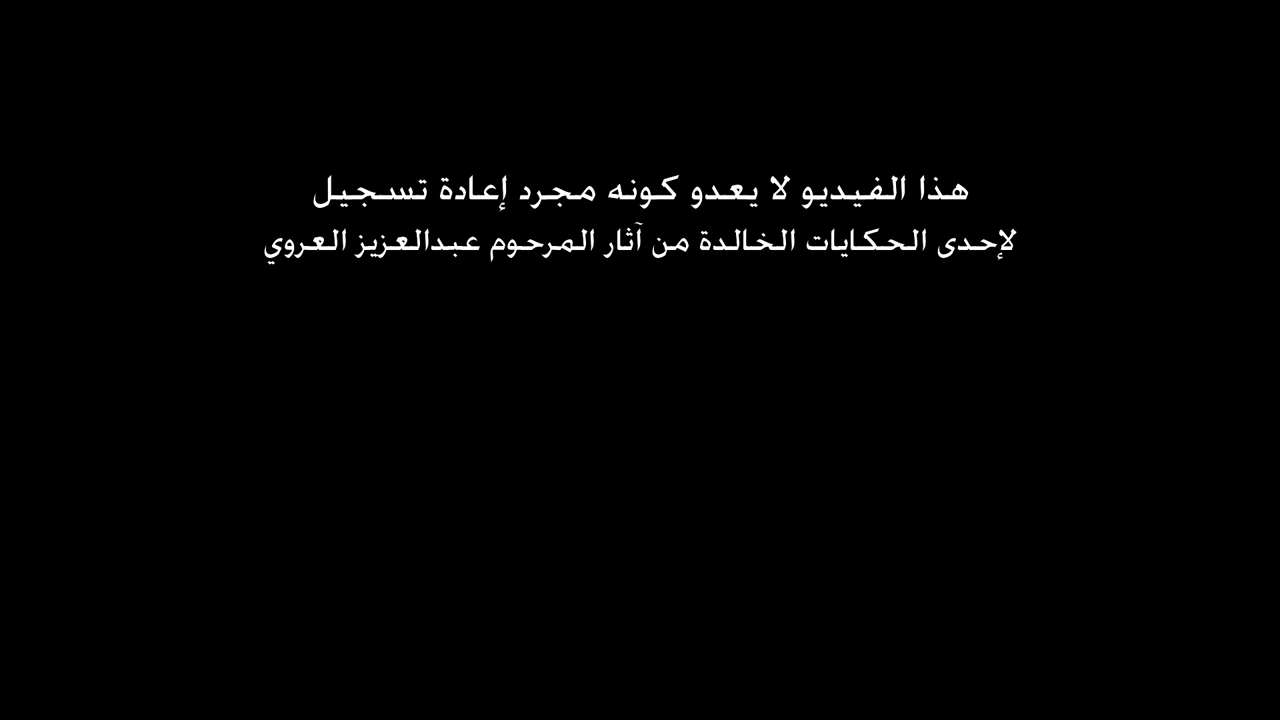 هذا الفيديو لا يعدو كونه مجرد إعادة تسجيل
لإحدى الحكايات الخالدة من آثار المرحوم عبدالعزيز العروي